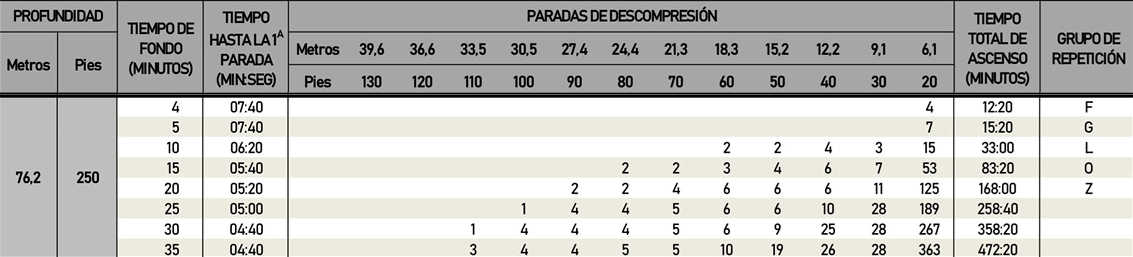 PROFUNDIDAD TIEMPO DE FONDO (MINUTOS) TIEMPO HASTA LA 1ᴬ PARADA (MIN:SEG) PARADAS DE DESCOMPRESIÓN TIEMPO TOTAL DE ASCENSO (MINUTOS) GRUPO DE REPETICIÓN
Metros Pies Metros 39,6 36,6 33,5 30,5 27,4 24,4 21,3 18,3 15,2 12,2 9,1 6,1
Pies 130 120 110 100 90 80 70 60 50 40 30 20
76,2 250
4 07:40 4 12:20 F
5 07:40 7 15:20 G
10 06:20 2 2 4 3 15 33:00 L
15 05:40 2 2 3 4 6 7 53 83:20 O
20 05:20 2 2 4 6 6 6 11 125 168:00 Z
25 05:00 1 4 4 5 6 6 10 28 189 258:40
30 04:40 1 4 4 4 5 6 9 25 28 267 358:20
35 04:40 3 4 4 5 5 10 19 26 28 363 472:20